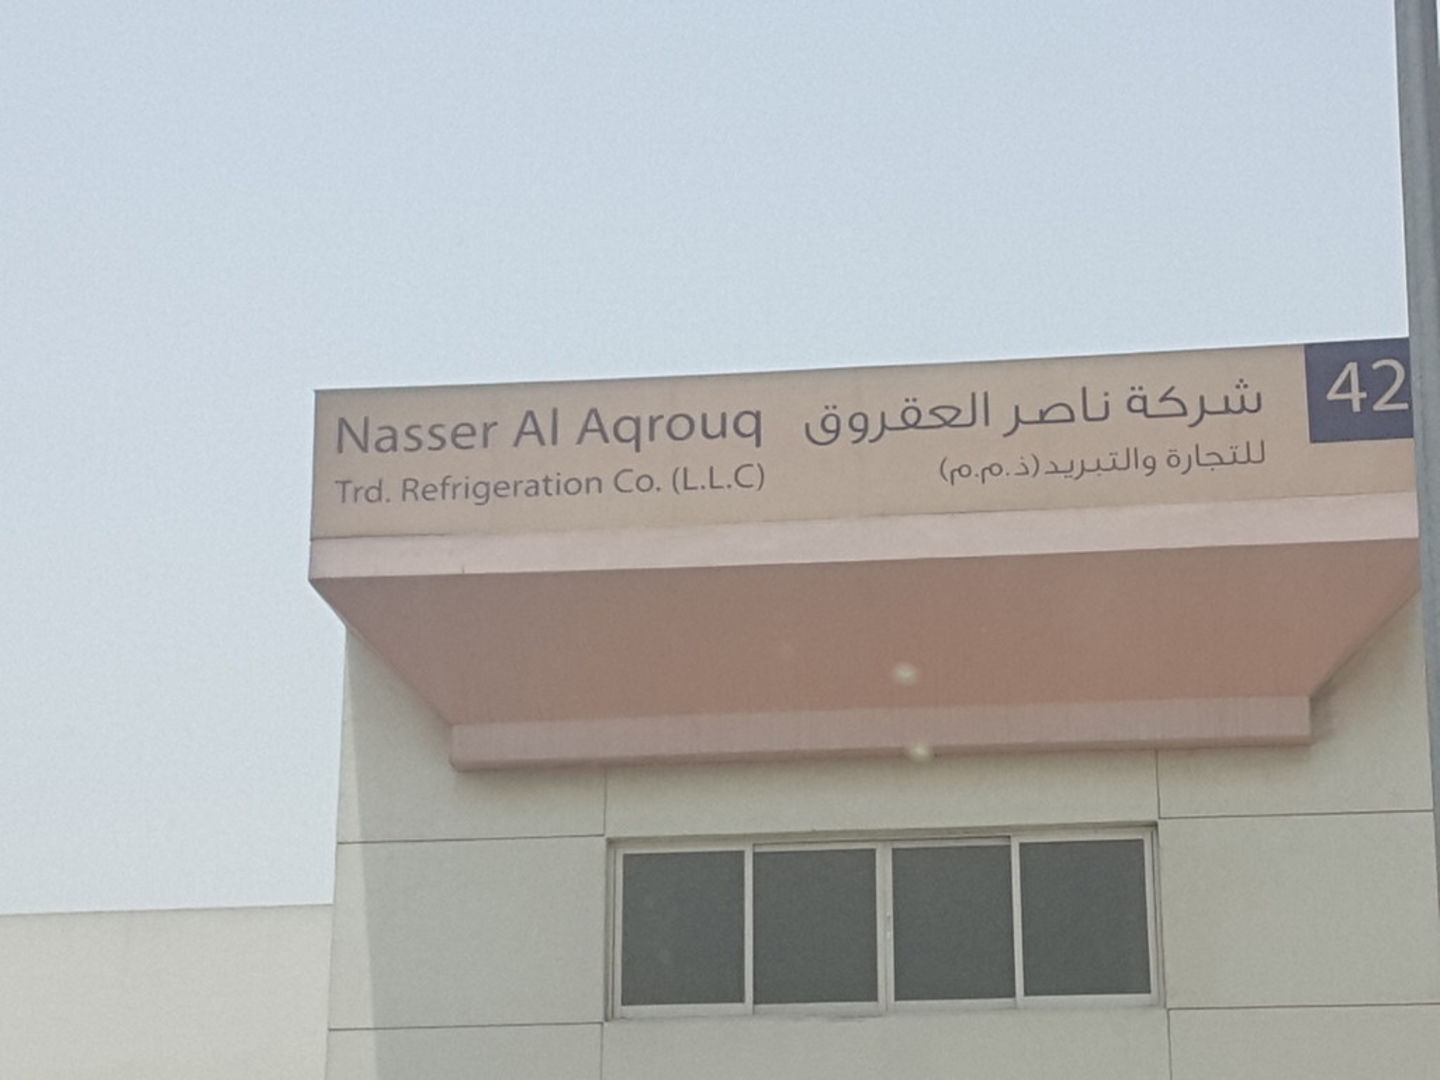 Nasser Al Aqrouq
Trd. Refrigeration Co. (L.L.C)
شركة ناصر العقروق
للتجارة والتبريد(ذ.م.م)
42